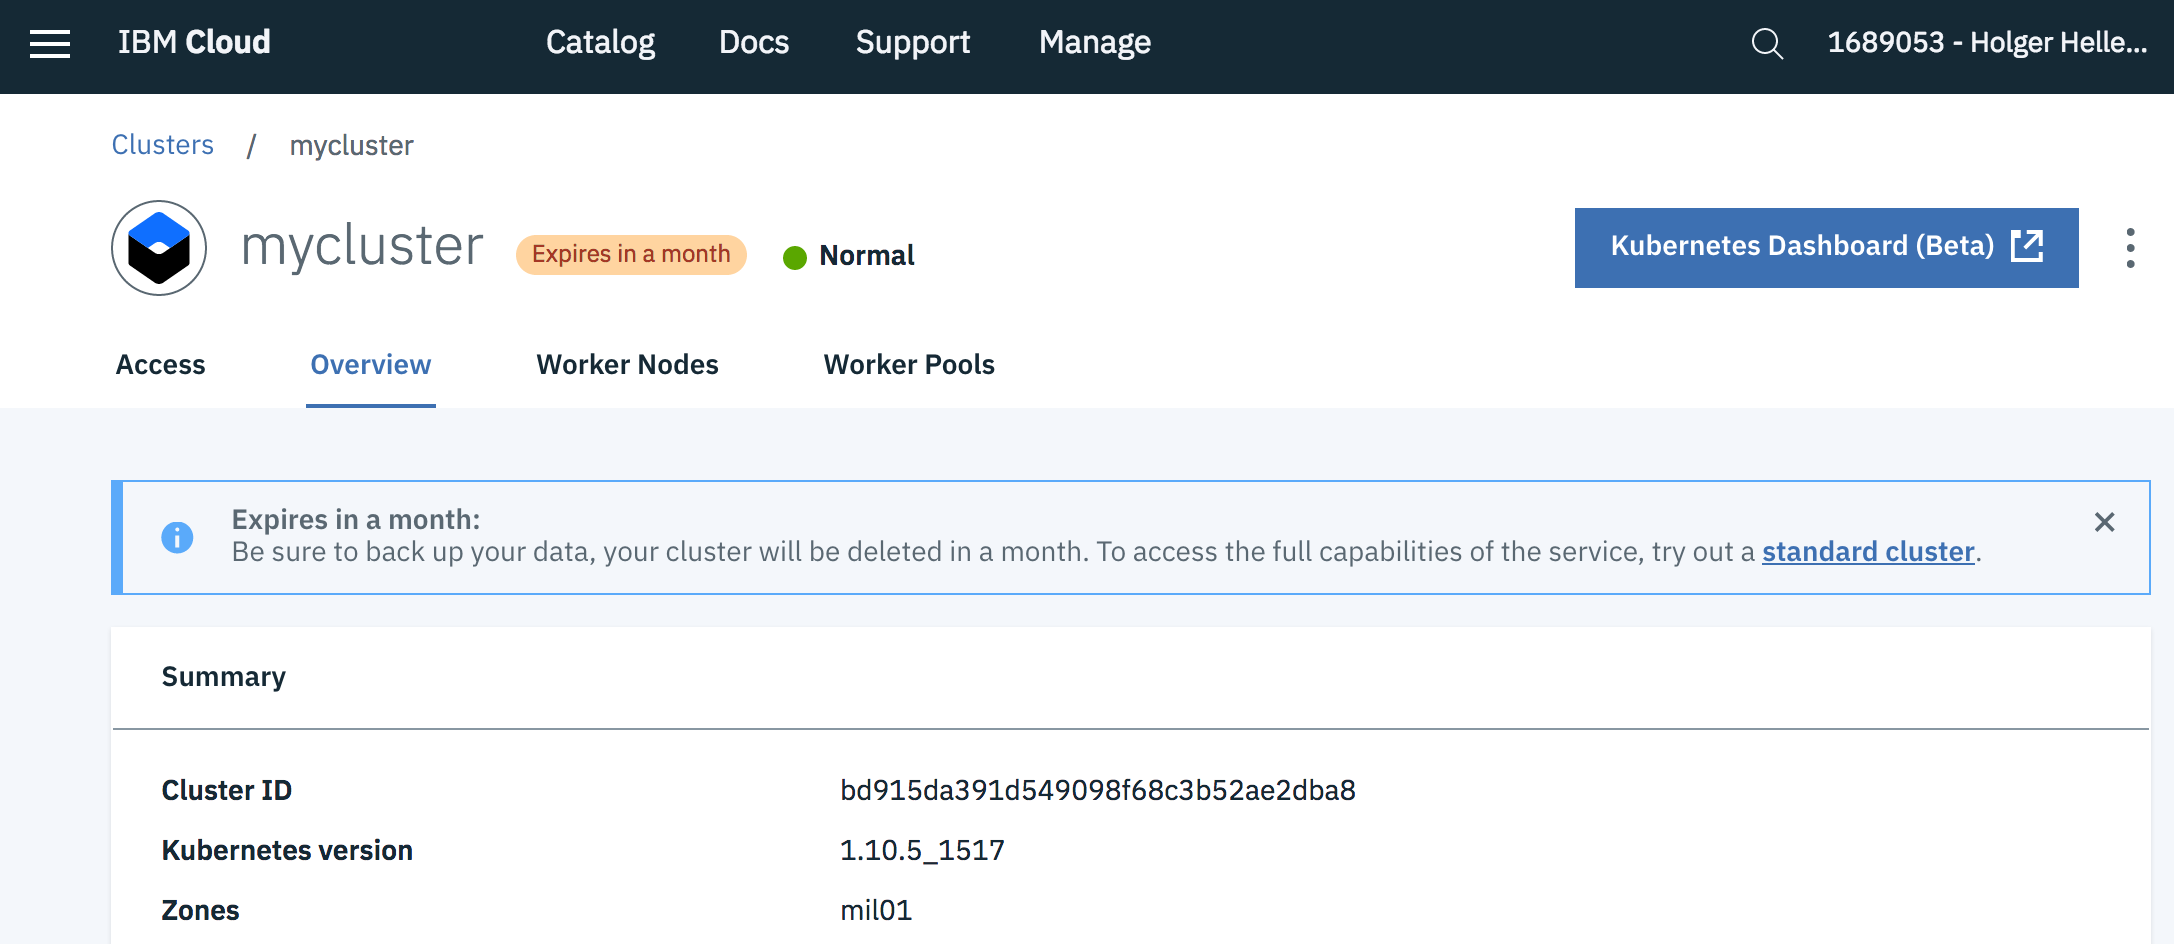 IBM Cloud Catalog Docs Support Manage 1689053 - Holger Helle...
Clusters / mycluster
mycluster Expires in a month Normal Kubernetes Dashboard (Beta)
Access Overview Worker Nodes Worker Pools
Expires in a month:
Be sure to back up your data, your cluster will be deleted in a month. To access the full capabilities of the service, try out a standard cluster.
Summary
Cluster ID bd915da391d549098f68c3b52ae2dba8
Kubernetes version 1.10.5_1517
Zones mil01